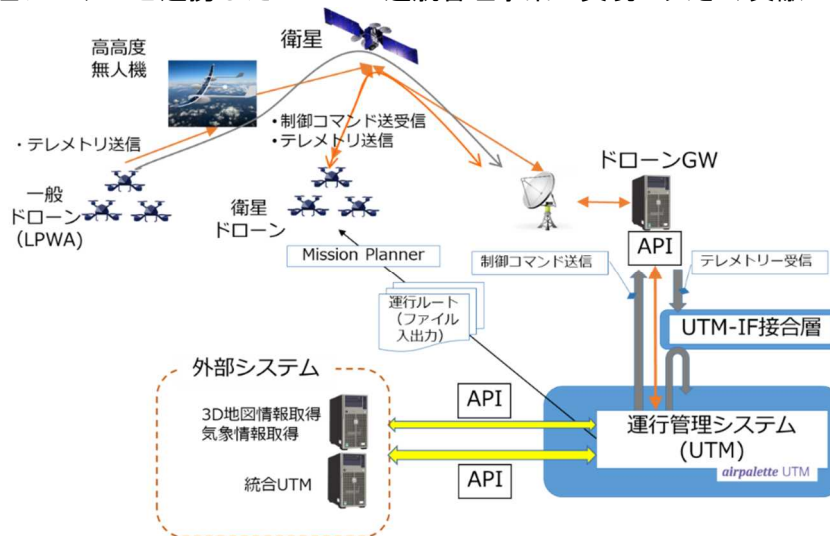 高高度
無人機
衛星
・テレメトリ送信
・制御コマンド送受信
・テレメトリ送信
一般
ドローン
（LPWA)
衛星
ドローン
ドローンGW
API
Mission Planner
制御コマンド送信
テレメトリー受信
運行ルート
（ファイル
入出力）
UTM-IF接合層
外部システム
3D地図情報取得
気象情報取得
統合UTM
API
API
運行管理システム
(UTM)
airpalette UTM